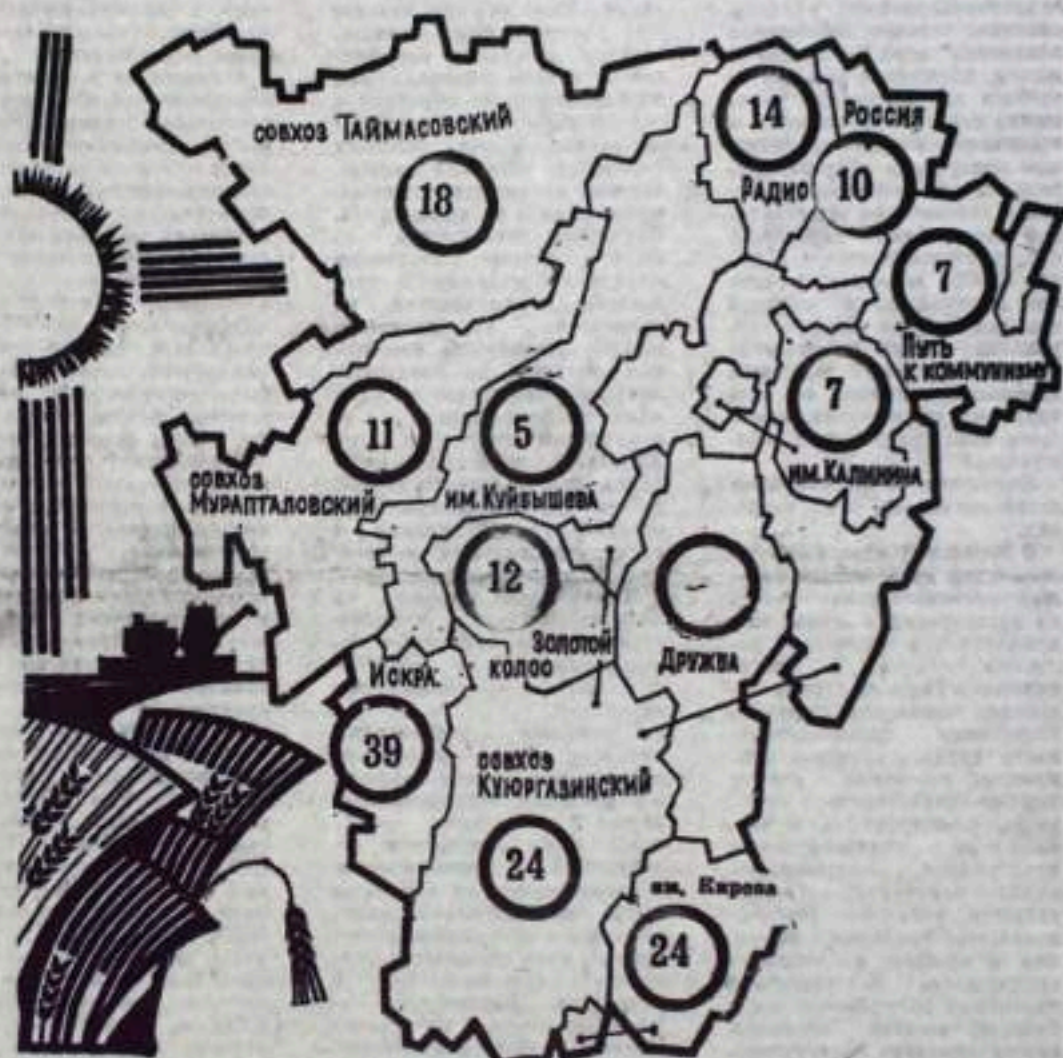 совхоз Таймасовский
18
14
Радио
Россия
10
7
Путь
к коммунизму
11
совхоз
Мурапталовский
5
им. Куйбышева
7
им. Калинина
12
Золотой
колос
Дружба
Искра
39
совхоз
Куюргазинский
24
им. Кирова
24